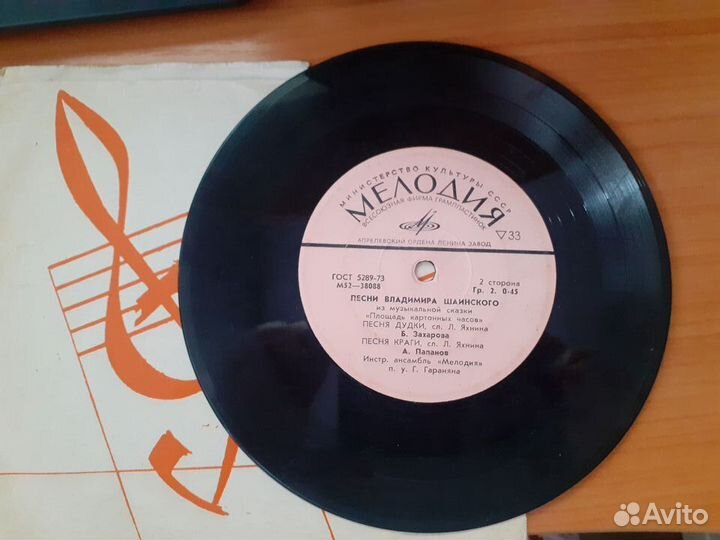 МИНИСТЕРСТВО КУЛЬТУРЫ СССР
МЕЛОДИЯ
ВСЕСОЮЗНАЯ ФИРМА ГРАМПЛАСТИНОК
▽33
АПРЕЛЕВСКИЙ ОРДЕНА ЛЕНИНА ЗАВОД
ГОСТ 5289-73
М52—38088
2 сторона
Гр. 2. 0-45
ПЕСНИ ВЛАДИМИРА ШАИНСКОГО
из музыкальной сказки
«Площадь картонных часов»
ПЕСНЯ ДУДКИ, сл. Л. Яхнина
Б. Захарова
ПЕСНЯ КРАГИ, сл. Л. Яхнина
А. Папанов
Инстр. ансамбль «Мелодия»
п. у. Г. Гараняна
Avito